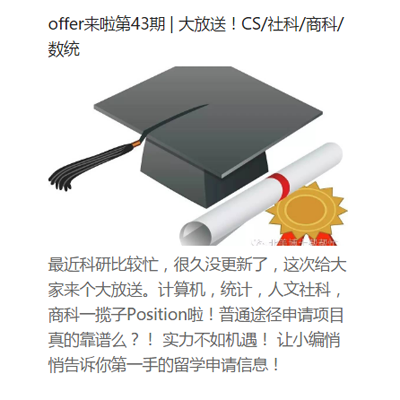 offer来啦第43期 | 大放送！CS/社科/商科/
数统
最近科研比较忙，很久没更新了，这次给大
家来个大放送。计算机，统计，人文社科，
商科一揽子Position啦！普通途径申请项目
真的靠谱么？！ 实力不如机遇！ 让小编悄
悄告诉你第一手的留学申请信息！